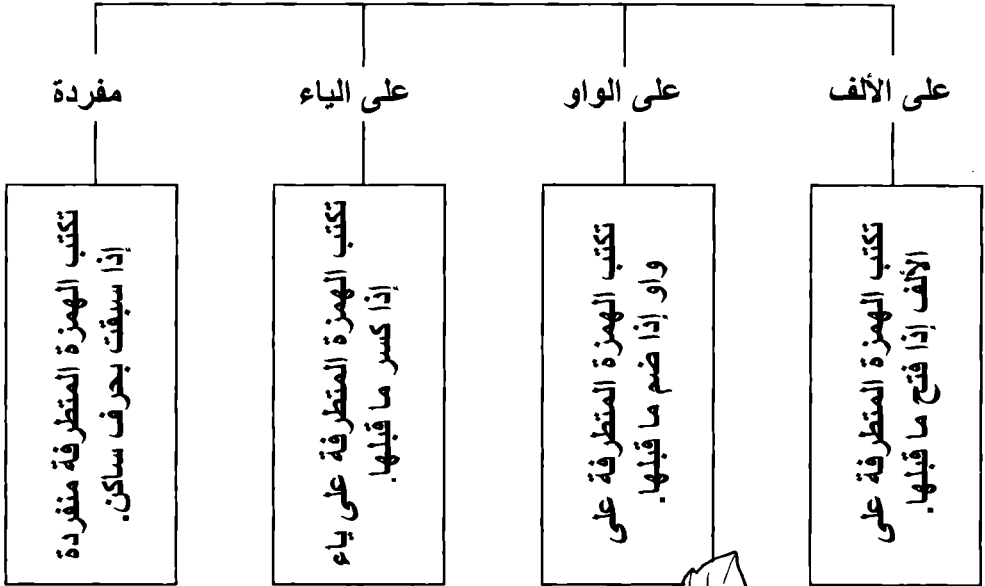 على الألف
على الواو
على الياء
مفردة
تكتب الهمزة المتطرفة على
الألف إذا فتح ما قبلها.
تكتب الهمزة المتطرفة على
واو إذا ضم ما قبلها.
تكتب الهمزة المتطرفة على ياء
إذا كسر ما قبلها.
تكتب الهمزة المتطرفة منفردة
إذا سبقت بحرف ساكن.